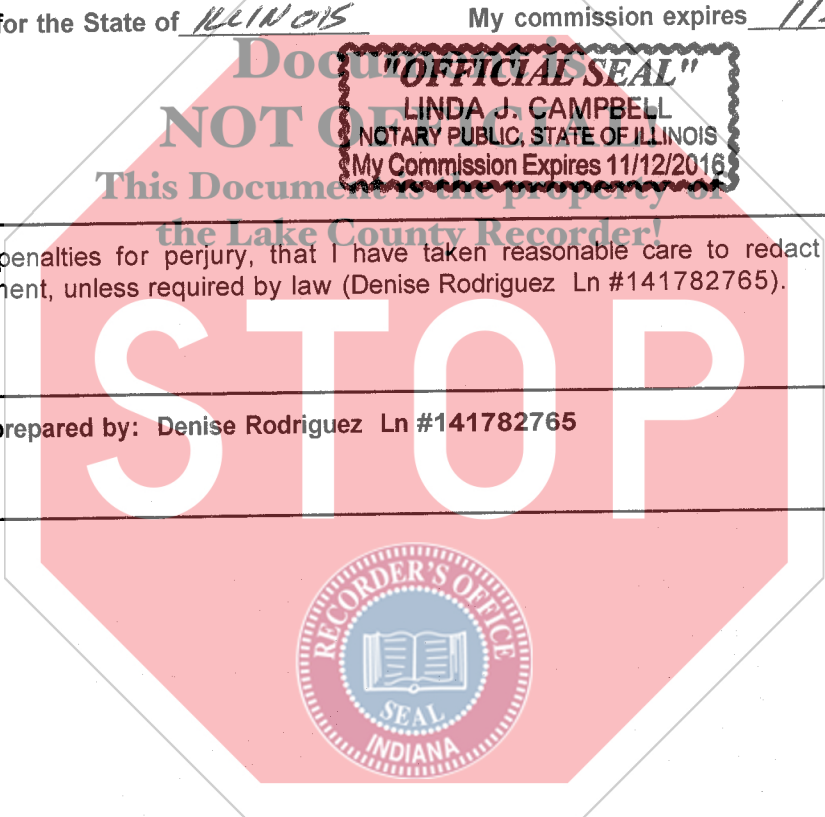 for the State of ILLINOIS My commission expires 11
Document is
"OFFICIAL SEAL"
LINDA J. CAMPBELL
NOT OFFICIAL
NOTARY PUBLIC, STATE OF ILLINOIS
My Commission Expires 11/12/2016
This Document is the property of
the Lake County Recorder!
penalties for perjury, that I have taken reasonable care to redact
ment, unless required by law (Denise Rodriguez Ln #141782765).
STOP
prepared by: Denise Rodriguez Ln #141782765
RECORDER'S OFFICE
SEAL
INDIANA